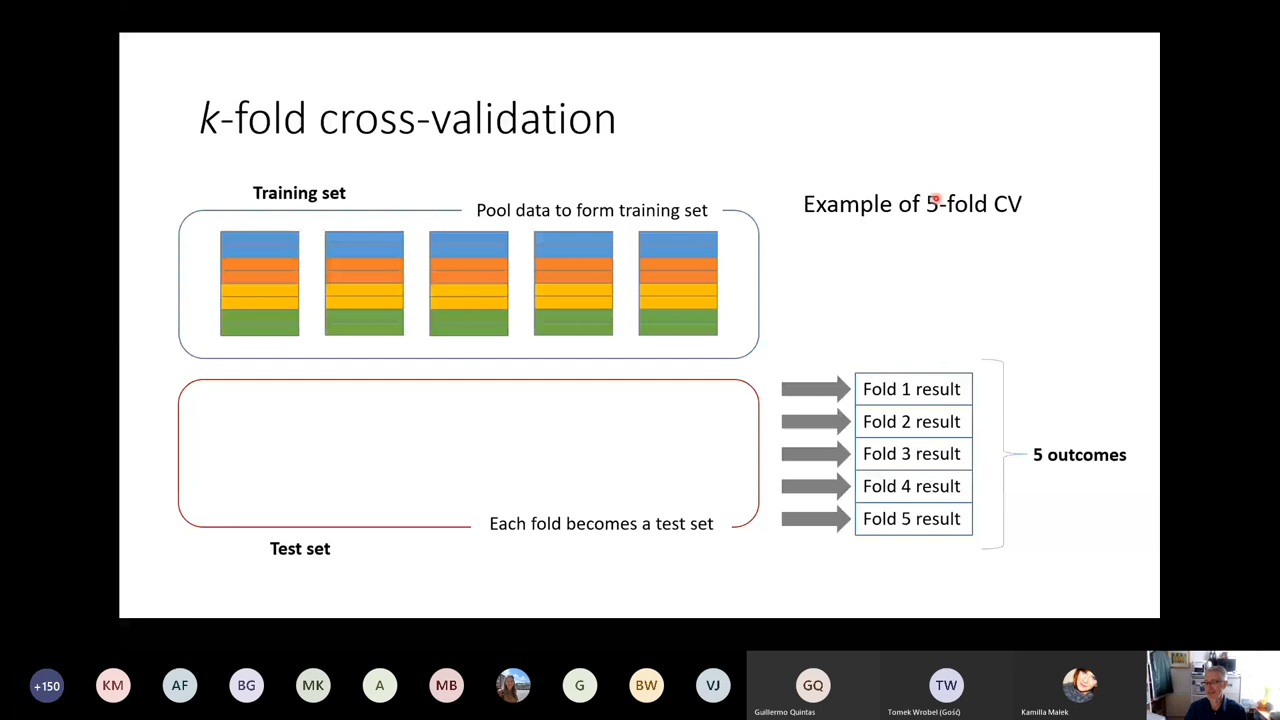 k-fold cross-validation
Training set
Pool data to form training set
Example of 5-fold CV
Fold 1 result
Fold 2 result
Fold 3 result
Fold 4 result
Fold 5 result
5 outcomes
Each fold becomes a test set
Test set
+150
KM
AF
BG
MK
A
MB
G
BW
VJ
GQ
TW
Guillermo Quintas
Tomek Wrobel (Gość)
Kamilla Małek